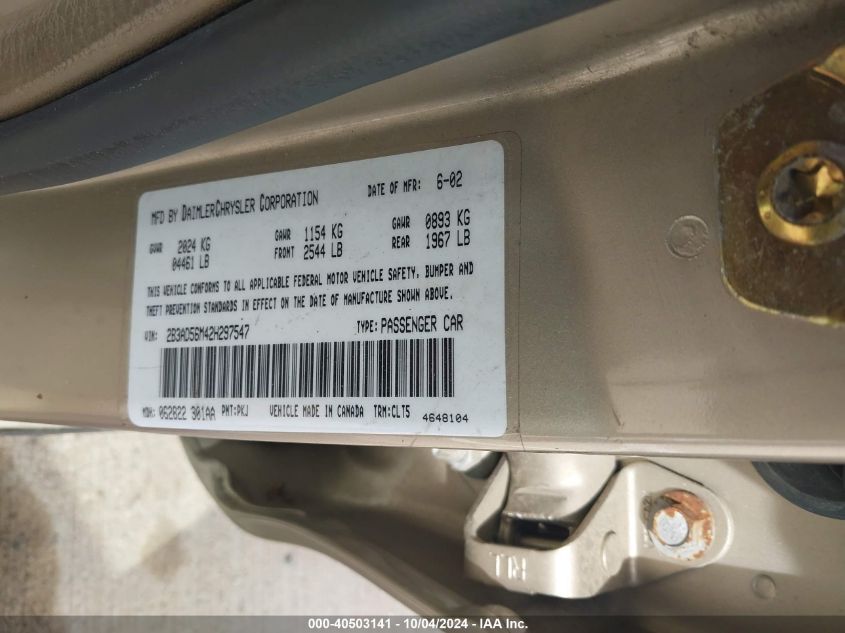 MFD BY DAIMLERCHRYSLER CORPORATION DATE OF MFR: 6-02
GVWR 2024 KG GAWR 1154 KG GAWR 0893 KG
04461 LB FRONT 2544 LB REAR 1967 LB
THIS VEHICLE CONFORMS TO ALL APPLICABLE FEDERAL MOTOR VEHICLE SAFETY, BUMPER AND
THEFT PREVENTION STANDARDS IN EFFECT ON THE DATE OF MANUFACTURE SHOWN ABOVE.
VIN: 2B3AD56M42H297547 TYPE: PASSENGER CAR
MDH: 062822 301AA PNT:PKJ VEHICLE MADE IN CANADA TRM:CLT5 4648104
RLL
000-40503141 - 10/04/2024 - IAA Inc.